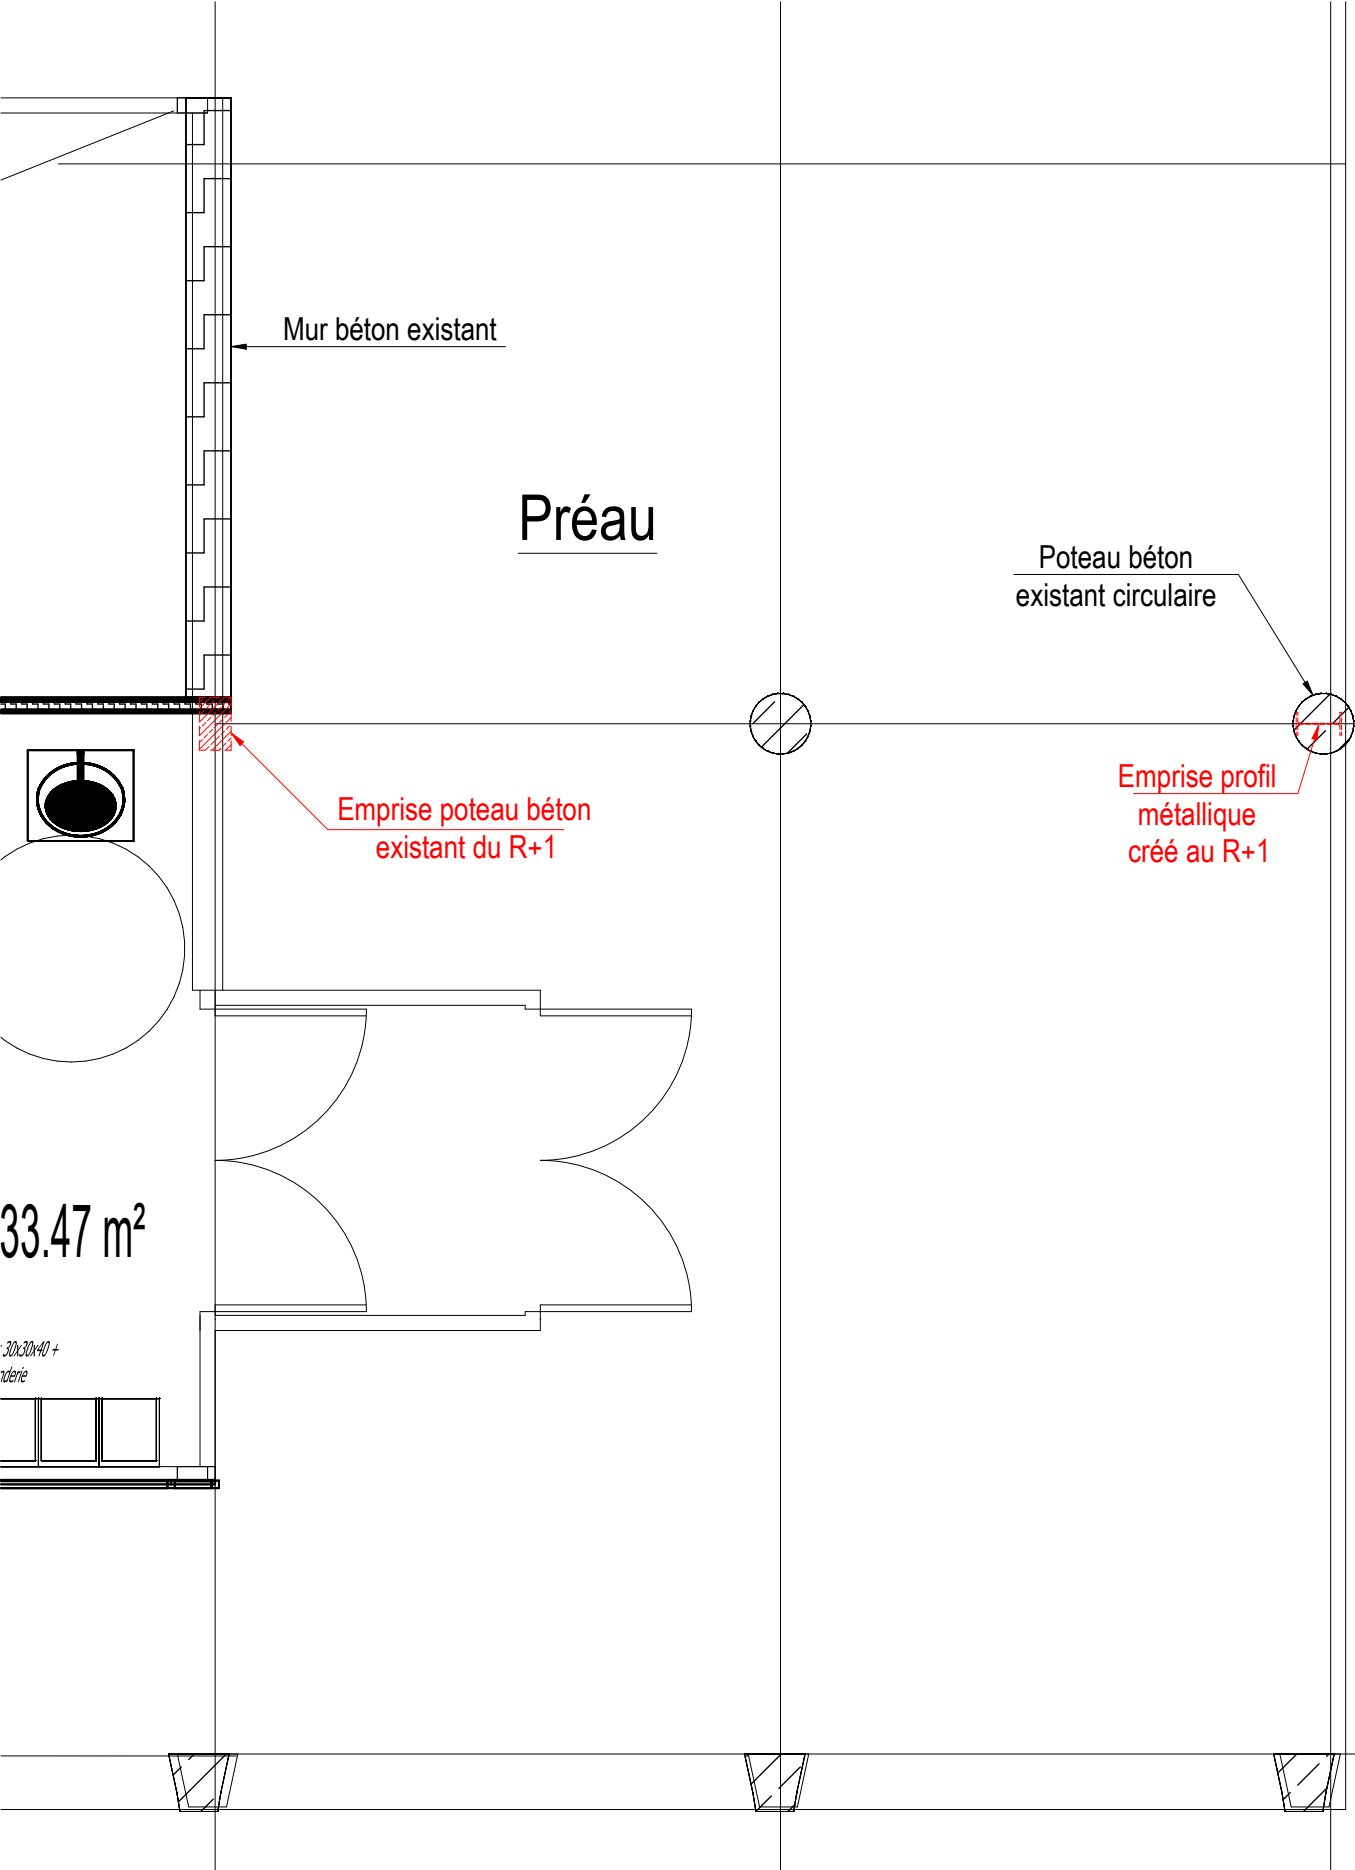 Mur béton existant
Préau
Poteau béton
existant circulaire
Emprise profil
métallique
créé au R+1
Emprise poteau béton
existant du R+1
33.47 m²
30x30x40 +